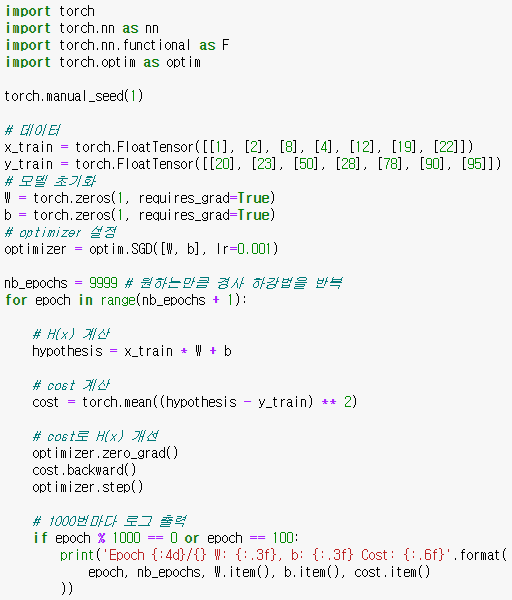 import torch
import torch.nn as nn
import torch.nn.functional as F
import torch.optim as optim
torch.manual_seed(1)
# 데이터
x_train = torch.FloatTensor([[1], [2], [8], [4], [12], [19], [22]])
y_train = torch.FloatTensor([[20], [23], [50], [28], [78], [90], [95]])
# 모델 초기화
W = torch.zeros(1, requires_grad=True)
b = torch.zeros(1, requires_grad=True)
# optimizer 설정
optimizer = optim.SGD([W, b], lr=0.001)
nb_epochs = 9999 # 원하는만큼 경사 하강법을 반복
for epoch in range(nb_epochs + 1):
# H(x) 계산
hypothesis = x_train * W + b
# cost 계산
cost = torch.mean((hypothesis - y_train) ** 2)
# cost로 H(x) 개선
optimizer.zero_grad()
cost.backward()
optimizer.step()
# 1000번마다 로그 출력
if epoch % 1000 == 0 or epoch == 100:
print('Epoch {:4d}/{} W: {:.3f}, b: {:.3f} Cost: {:.6f}'.format(
epoch, nb_epochs, W.item(), b.item(), cost.item()
))